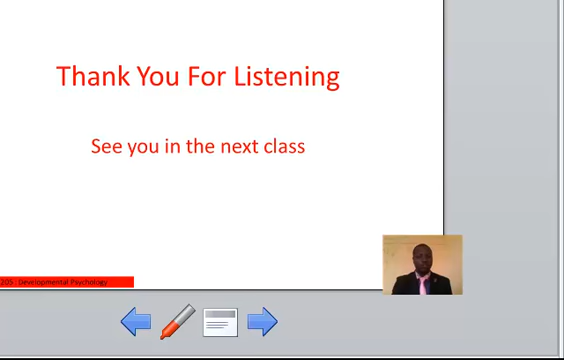 Thank You For Listening
See you in the next class
205 : Developmental Psychology